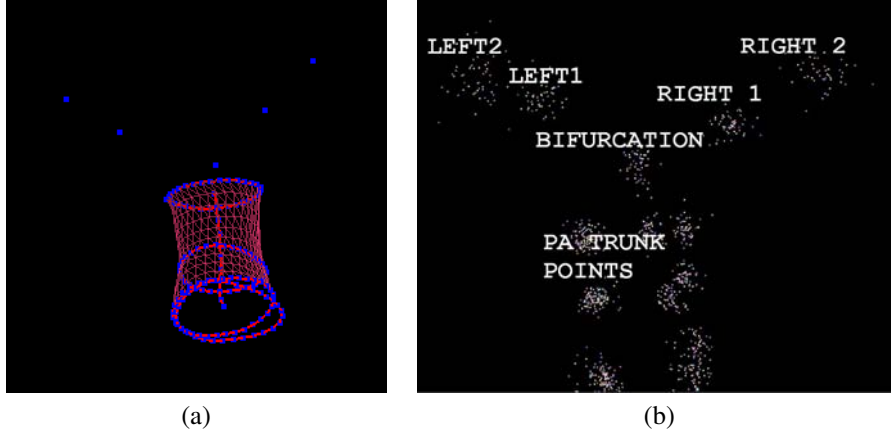 LEFT2
RIGHT 2
LEFT1
RIGHT 1
BIFURCATION
PA TRUNK
POINTS
(a)
(b)